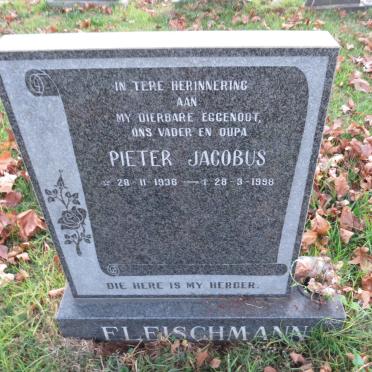 IN TERE HERINNERING
AAN
MY DIERBARE EGGENOOT,
ONS VADER EN OUPA
PIETER JACOBUS
☆ 28-11-1936 — † 28-3-1998
DIE HERE IS MY HERDER.
FLEISCHMANN